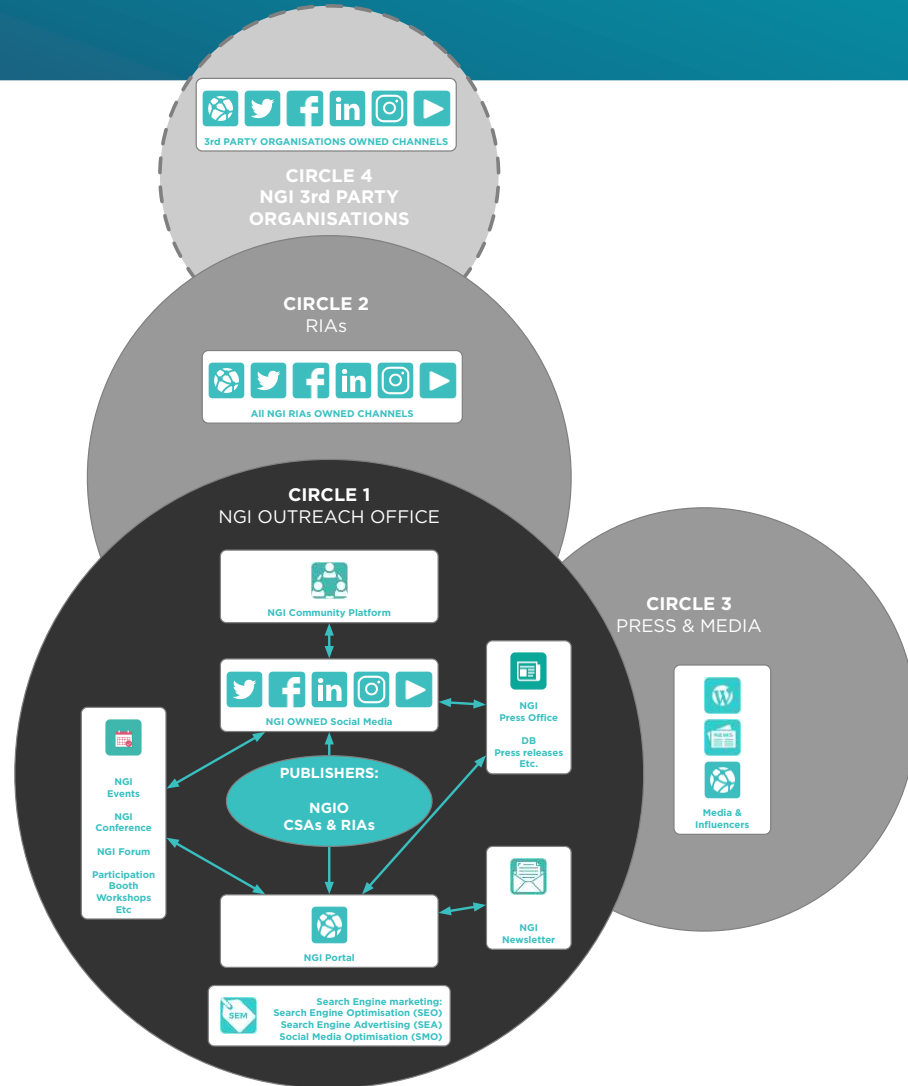 3rd PARTY ORGANISATIONS OWNED CHANNELS
CIRCLE 4
NGI 3rd PARTY
ORGANISATIONS
CIRCLE 2
RIAs
All NGI RIAs OWNED CHANNELS
CIRCLE 1
NGI OUTREACH OFFICE
NGI Community Platform
NGI OWNED Social Media
NGI
Press Office
DB
Press releases
Etc.
NGI
Events
NGI
Conference
NGI Forum
Participation
Booth
Workshops
Etc
PUBLISHERS:
NGIO
CSAs & RIAs
NGI Portal
NGI
Newsletter
SEM
Search Engine marketing:
Search Engine Optimisation (SEO)
Search Engine Advertising (SEA)
Social Media Optimisation (SMO)
CIRCLE 3
PRESS & MEDIA
NEWS
Media &
Influencers